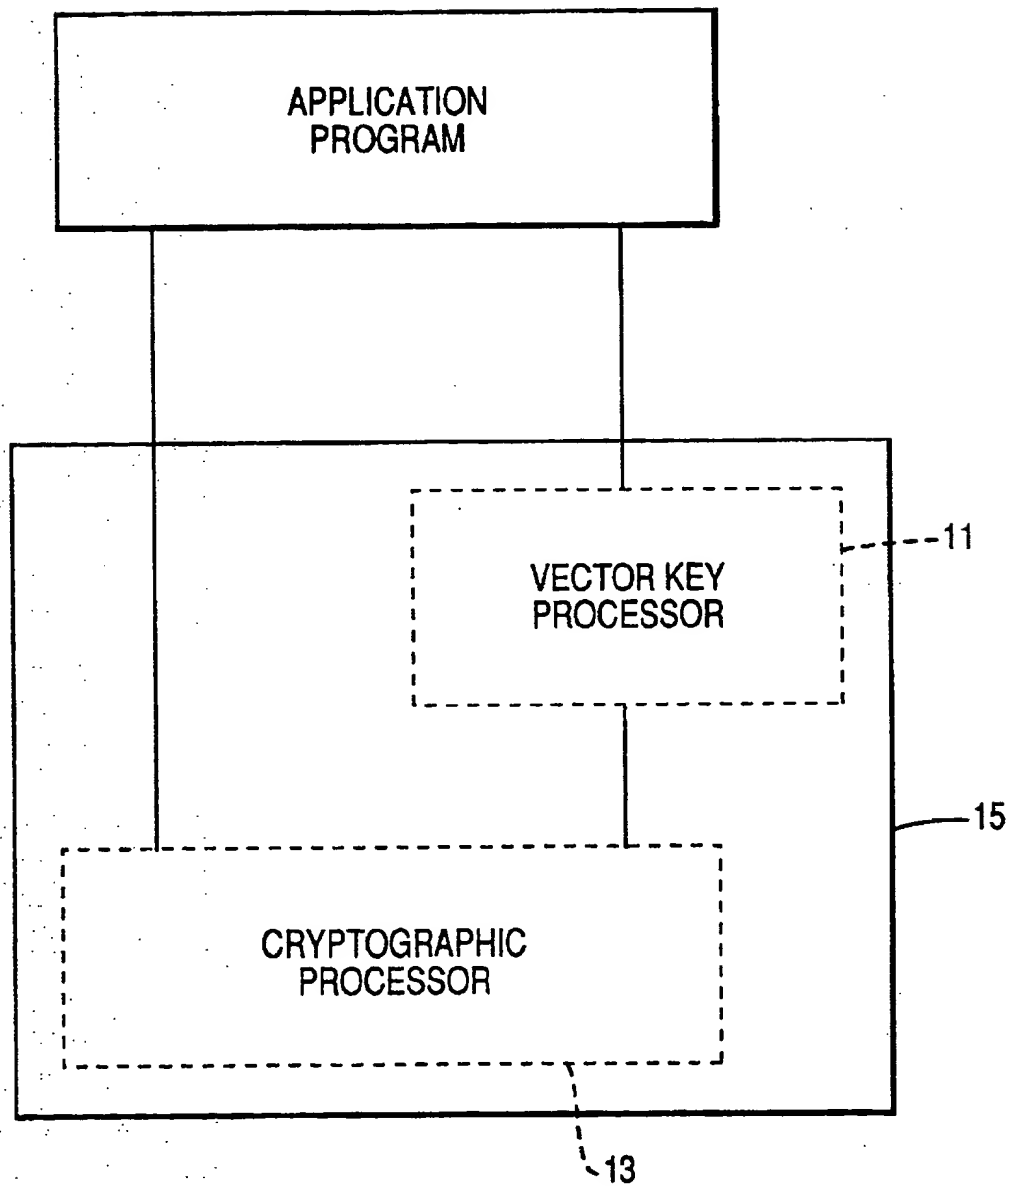 APPLICATION
PROGRAM
11
VECTOR KEY
PROCESSOR
15
CRYPTOGRAPHIC
PROCESSOR
13